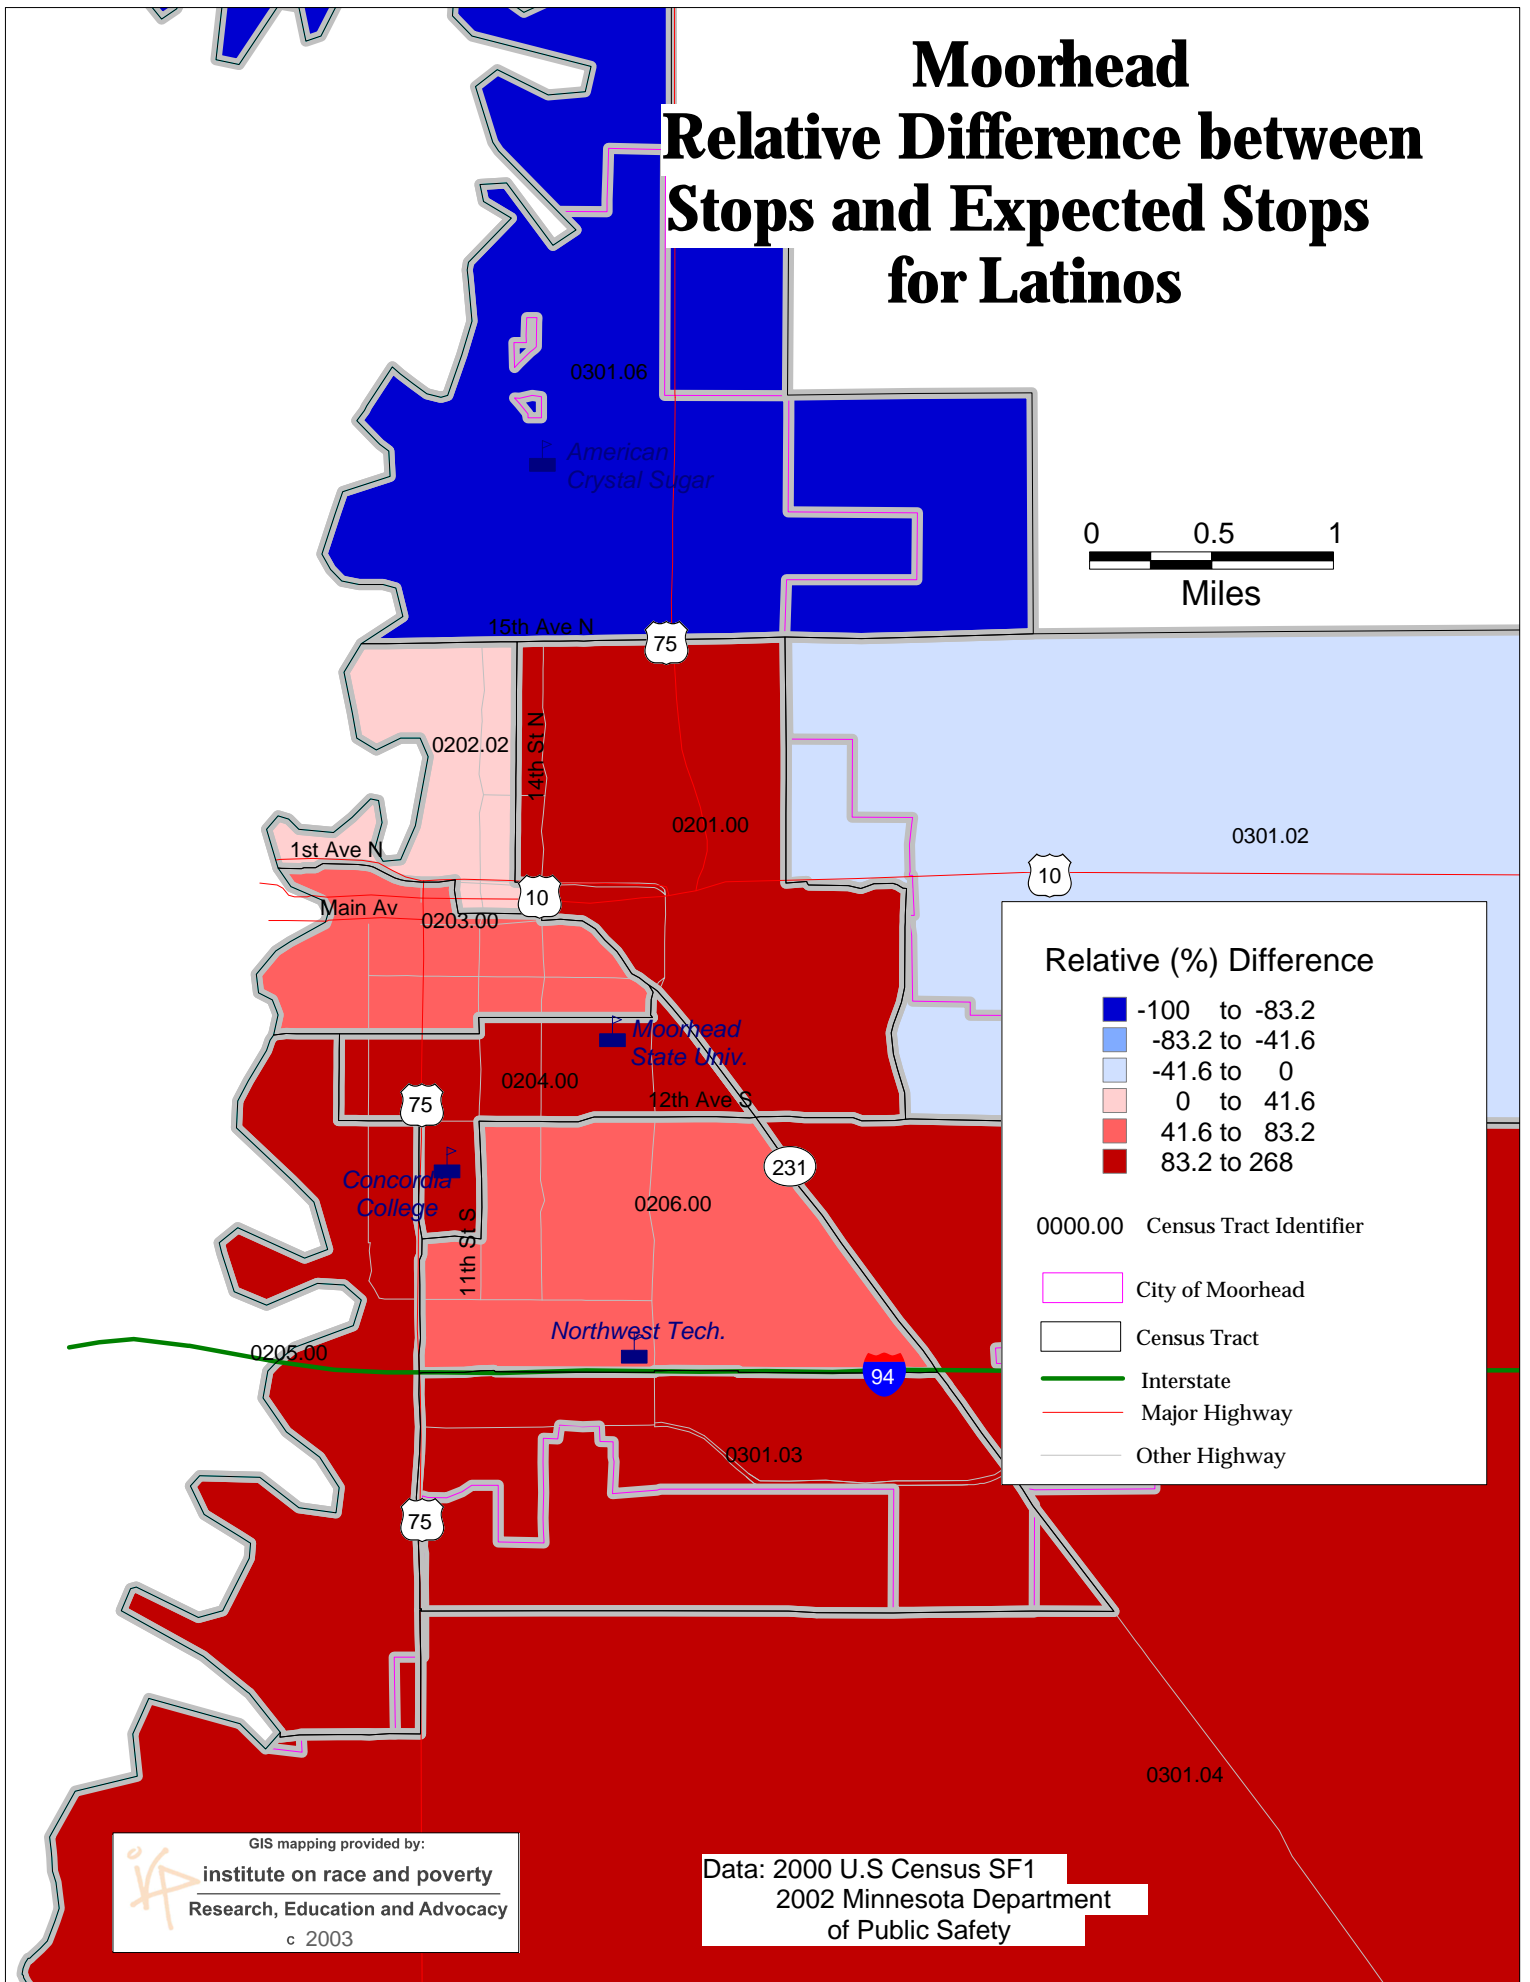 Moorhead
Relative Difference between
Stops and Expected Stops
for Latinos
0301.06
American
Crystal Sugar
0 0.5 1
Miles
15th Ave N
75
0202.02
14th St N
0201.00
0301.02
1st Ave N
10
10
Main Av
0203.00
Moorhead
State Univ.
0204.00
75
12th Ave S
231
Concordia
College
0206.00
11th St S
Northwest Tech.
0205.00
94
0301.03
75
0301.04
Relative (%) Difference
-100 to -83.2
-83.2 to -41.6
-41.6 to 0
0 to 41.6
41.6 to 83.2
83.2 to 268
0000.00 Census Tract Identifier
City of Moorhead
Census Tract
Interstate
Major Highway
Other Highway
GIS mapping provided by:
irp
institute on race and poverty
Research, Education and Advocacy
c 2003
Data: 2000 U.S Census SF1
2002 Minnesota Department
of Public Safety